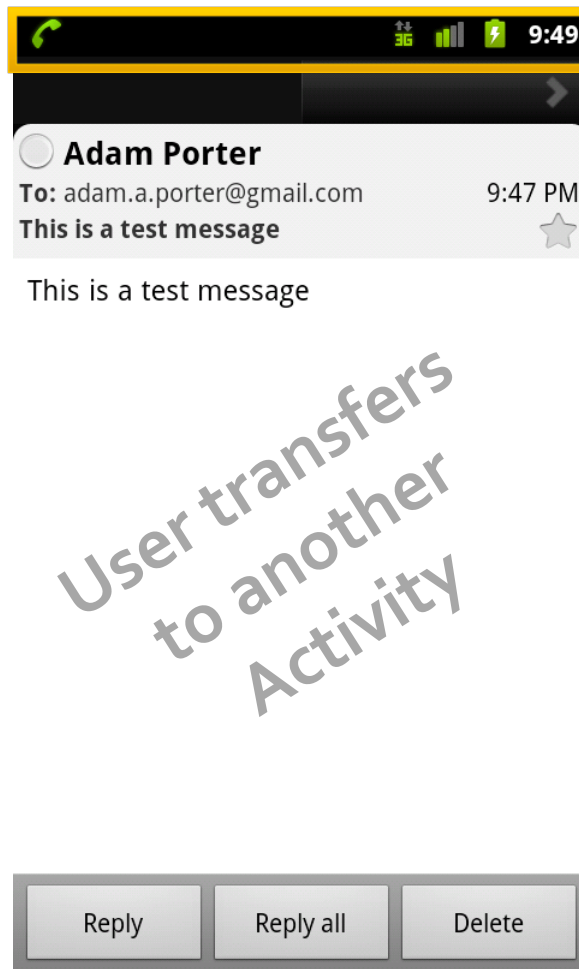 3G 9:49
Adam Porter
To: adam.a.porter@gmail.com 9:47 PM
This is a test message
This is a test message
User transfers
to another
Activity
Reply Reply all Delete